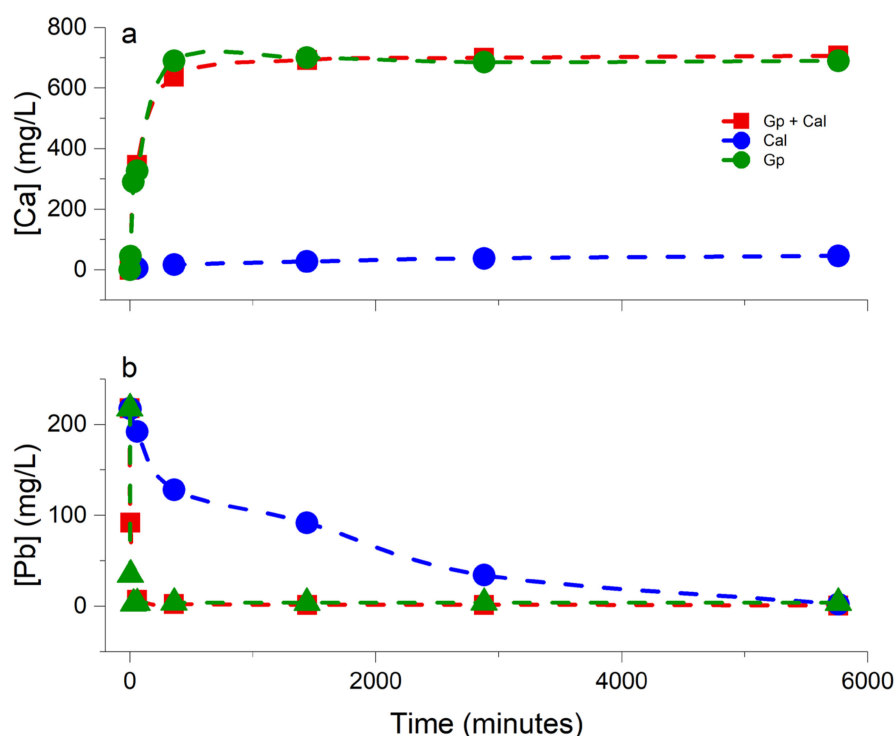 a
800
600
400
200
0
[Ca] (mg/L)
Gp + Cal
Cal
Gp
b
200
100
0
[Pb] (mg/L)
0 2000 4000 6000
Time (minutes)